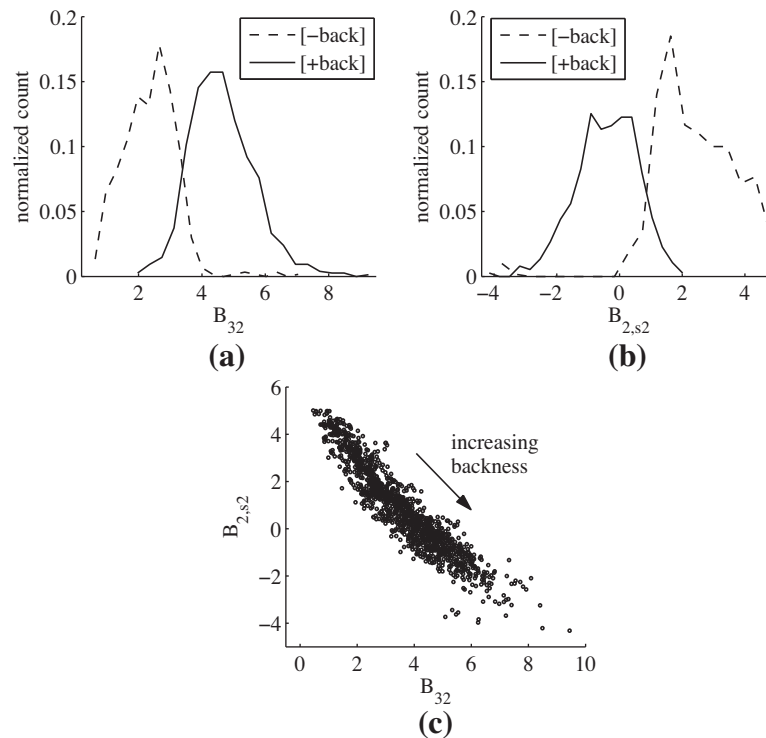 0.2
0.15
0.1
0.05
0
normalized count
[−back]
[+back]
2 4 6 8
B32
(a)
0.2
0.15
0.1
0.05
0
normalized count
[−back]
[+back]
−4 −2 0 2 4
B2,s2
(b)
6
4
2
0
−2
−4
B2,s2
increasing
backness
0 2 4 6 8 10
B32
(c)